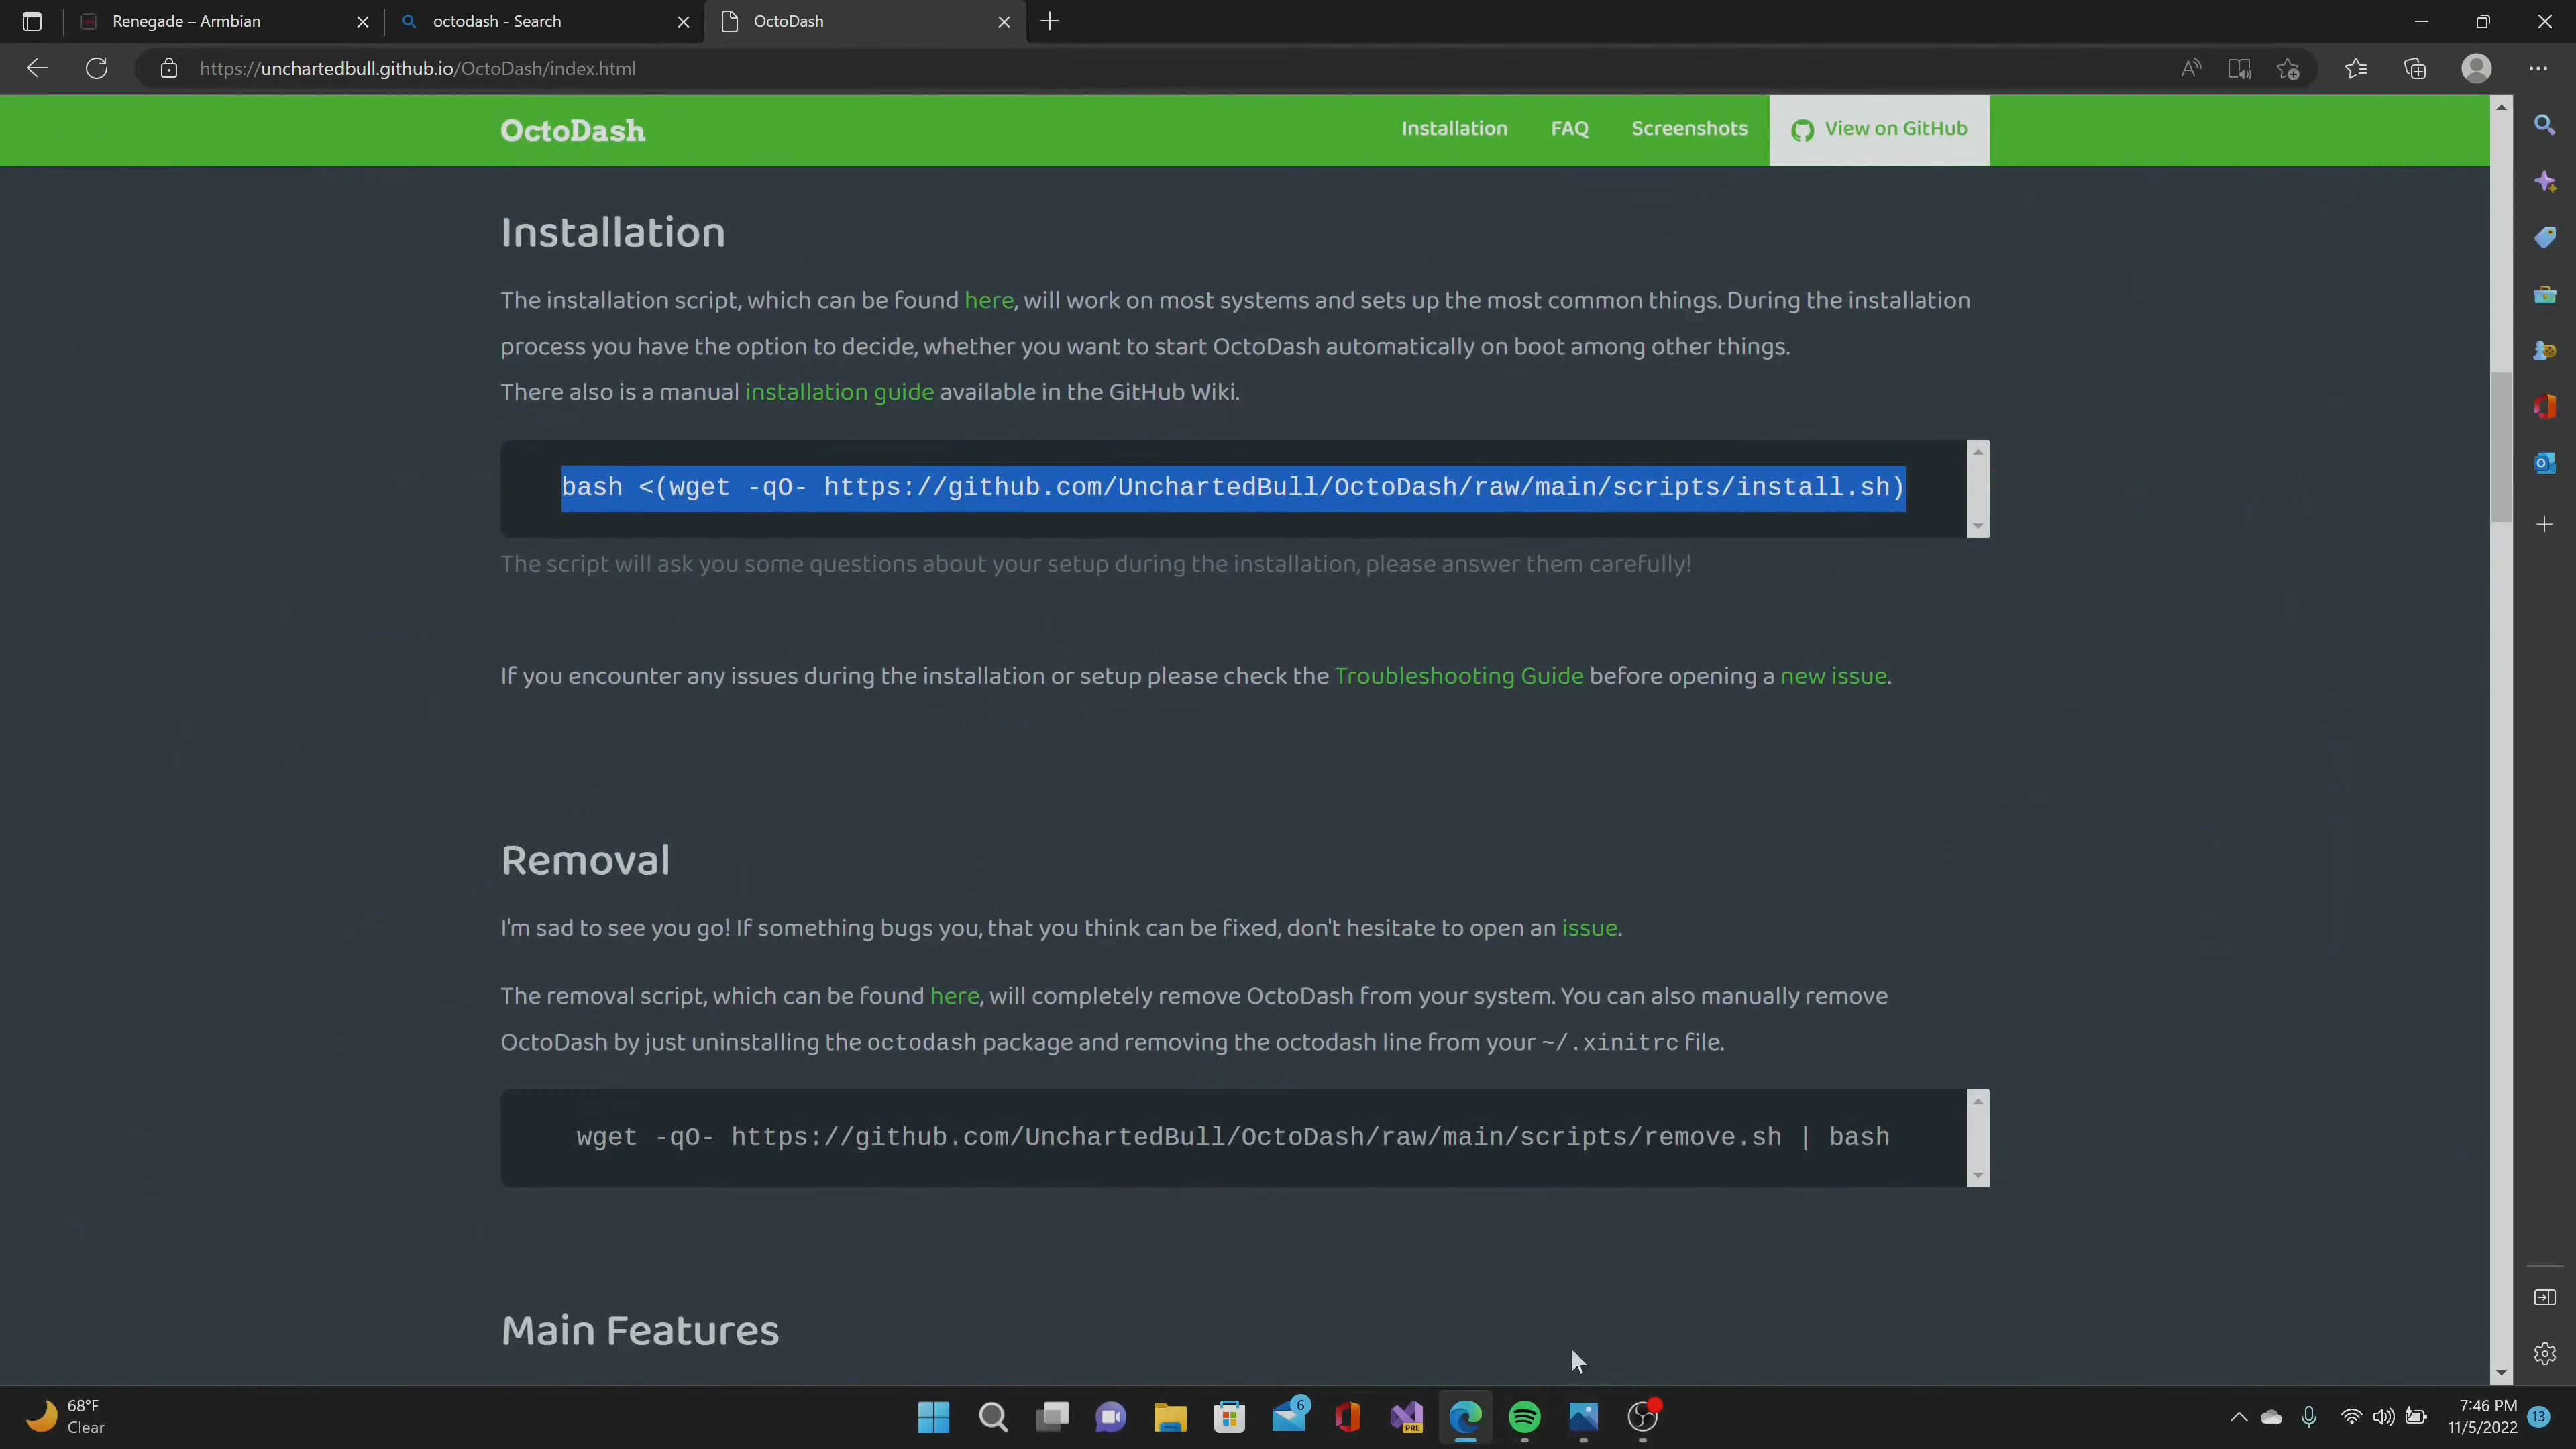 Renegade – Armbian
octodash - Search
OctoDash
https://unchartedbull.github.io/OctoDash/index.html
OctoDash
Installation
FAQ
Screenshots
View on GitHub
Installation
The installation script, which can be found here, will work on most systems and sets up the most common things. During the installation
process you have the option to decide, whether you want to start OctoDash automatically on boot among other things.
There also is a manual installation guide available in the GitHub Wiki.
bash <(wget -qO- https://github.com/UnchartedBull/OctoDash/raw/main/scripts/install.sh)
The script will ask you some questions about your setup during the installation, please answer them carefully!
If you encounter any issues during the installation or setup please check the Troubleshooting Guide before opening a new issue.
Removal
I'm sad to see you go! If something bugs you, that you think can be fixed, don't hesitate to open an issue.
The removal script, which can be found here, will completely remove OctoDash from your system. You can also manually remove
OctoDash by just uninstalling the octodash package and removing the octodash line from your ~/.xinitrc file.
wget -qO- https://github.com/UnchartedBull/OctoDash/raw/main/scripts/remove.sh | bash
Main Features
68°F
Clear
6
PRE
7:46 PM
11/5/2022
13